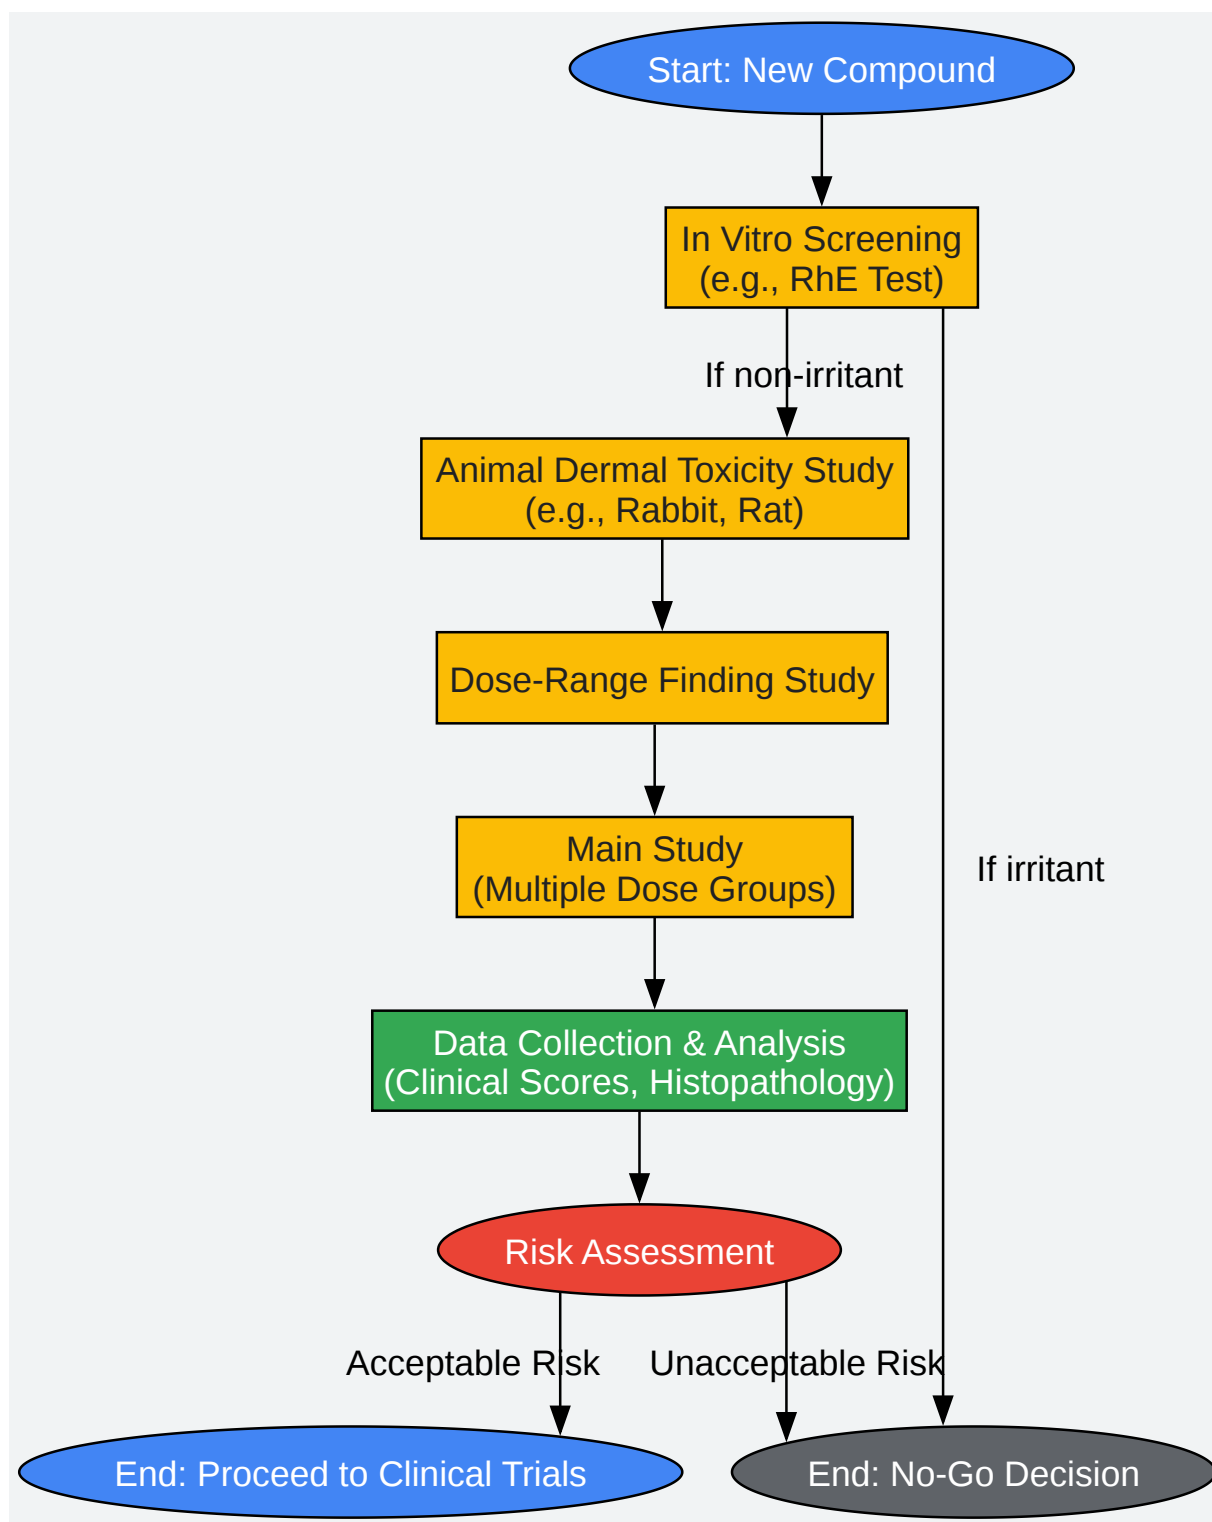 Start: New Compound
In Vitro Screening
(e.g., RhE Test)
If non-irritant
Animal Dermal Toxicity Study
(e.g., Rabbit, Rat)
Dose-Range Finding Study
Main Study
(Multiple Dose Groups)
If irritant
Data Collection & Analysis
(Clinical Scores, Histopathology)
Risk Assessment
Acceptable Risk
Unacceptable Risk
End: Proceed to Clinical Trials
End: No-Go Decision